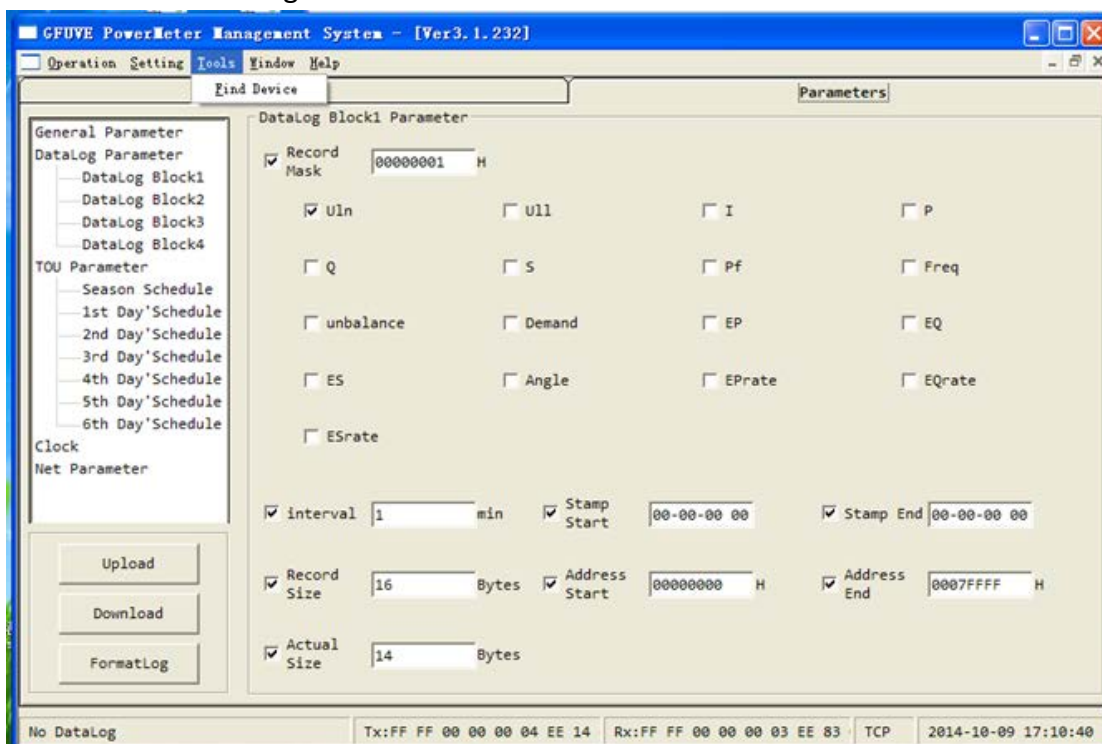 GFUVE PowerMeter Management System - [Ver3.1.232]
Operation Setting Tools Window Help
Find Device
Parameters
General Parameter
DataLog Parameter
DataLog Block1
DataLog Block2
DataLog Block3
DataLog Block4
TOU Parameter
Season Schedule
1st Day'Schedule
2nd Day'Schedule
3rd Day'Schedule
4th Day'Schedule
5th Day'Schedule
6th Day'Schedule
Clock
Net Parameter
Upload
Download
FormatLog
DataLog Block1 Parameter
Record Mask 00000001 H
Uln Ull I P
Q S Pf Freq
unbalance Demand EP EQ
ES Angle EPrate EQrate
ESrate
interval 1 min Stamp Start 00-00-00 00 Stamp End 00-00-00 00
Record Size 16 Bytes Address Start 00000000 H Address End 0007FFFF H
Actual Size 14 Bytes
No DataLog Tx:FF FF 00 00 00 04 EE 14 Rx:FF FF 00 00 00 03 EE 83 TCP 2014-10-09 17:10:40